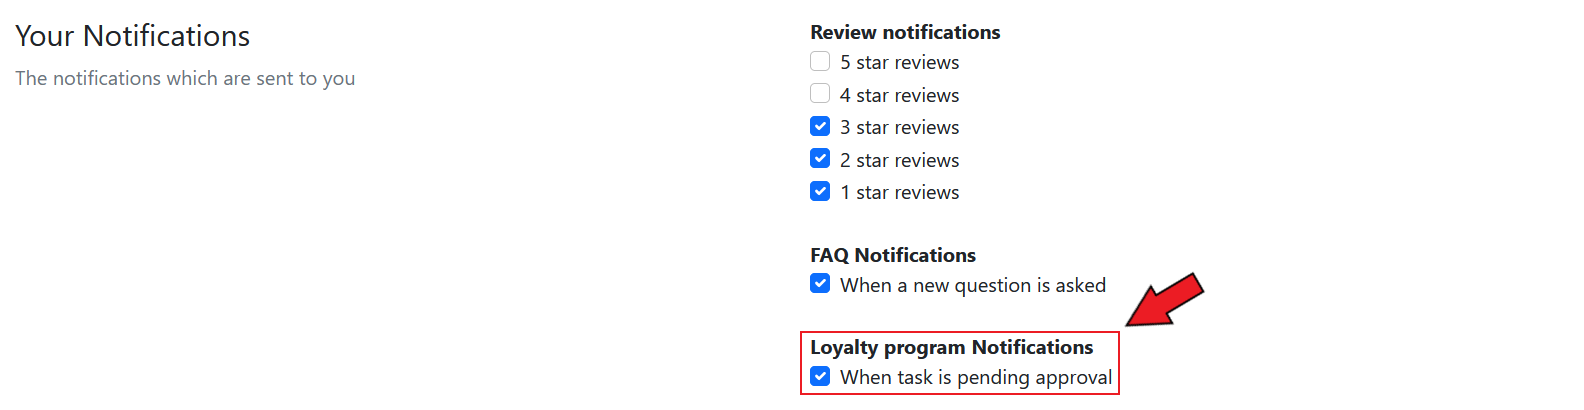 Your Notifications
The notifications which are sent to you
Review notifications
5 star reviews
4 star reviews
3 star reviews
2 star reviews
1 star reviews
FAQ Notifications
When a new question is asked
Loyalty program Notifications
When task is pending approval